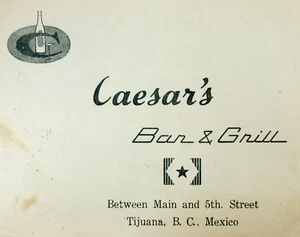 C
Caesar's
Bar & Grill
Between Main and 5th. Street
Tijuana, B. C., Mexico